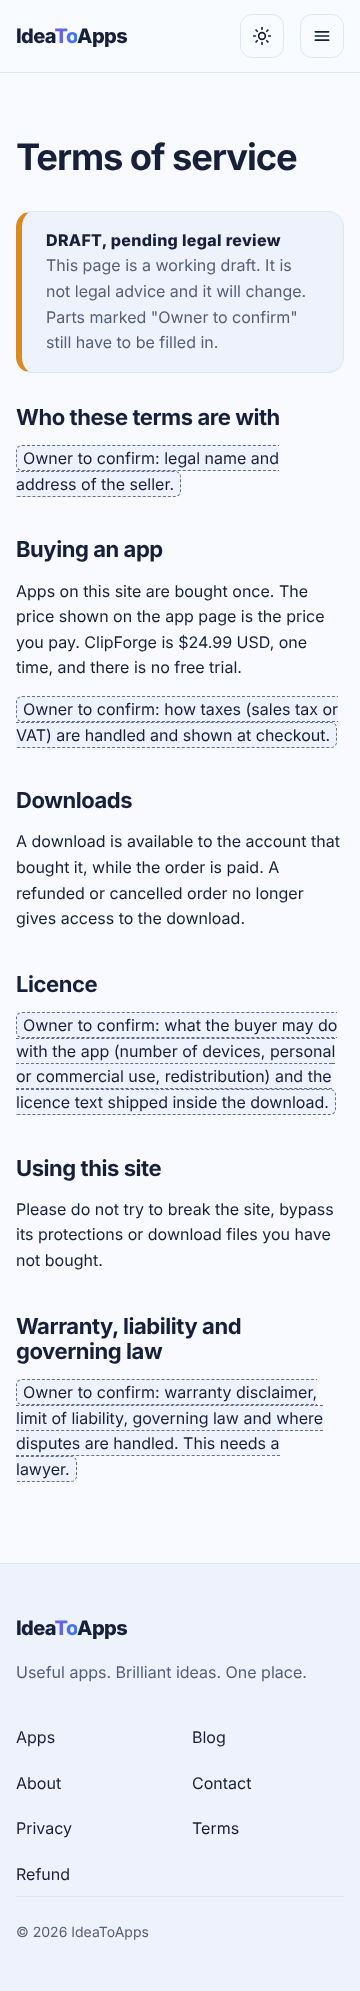 IdeaToApps
Terms of service
DRAFT, pending legal review
This page is a working draft. It is
not legal advice and it will change.
Parts marked "Owner to confirm"
still have to be filled in.
Who these terms are with
Owner to confirm: legal name and
address of the seller.
Buying an app
Apps on this site are bought once. The
price shown on the app page is the price
you pay. ClipForge is $24.99 USD, one
time, and there is no free trial.
Owner to confirm: how taxes (sales tax or
VAT) are handled and shown at checkout.
Downloads
A download is available to the account that
bought it, while the order is paid. A
refunded or cancelled order no longer
gives access to the download.
Licence
Owner to confirm: what the buyer may do
with the app (number of devices, personal
or commercial use, redistribution) and the
licence text shipped inside the download.
Using this site
Please do not try to break the site, bypass
its protections or download files you have
not bought.
Warranty, liability and
governing law
Owner to confirm: warranty disclaimer,
limit of liability, governing law and where
disputes are handled. This needs a
lawyer.
IdeaToApps
Useful apps. Brilliant ideas. One place.
Apps Blog
About Contact
Privacy Terms
Refund
© 2026 IdeaToApps